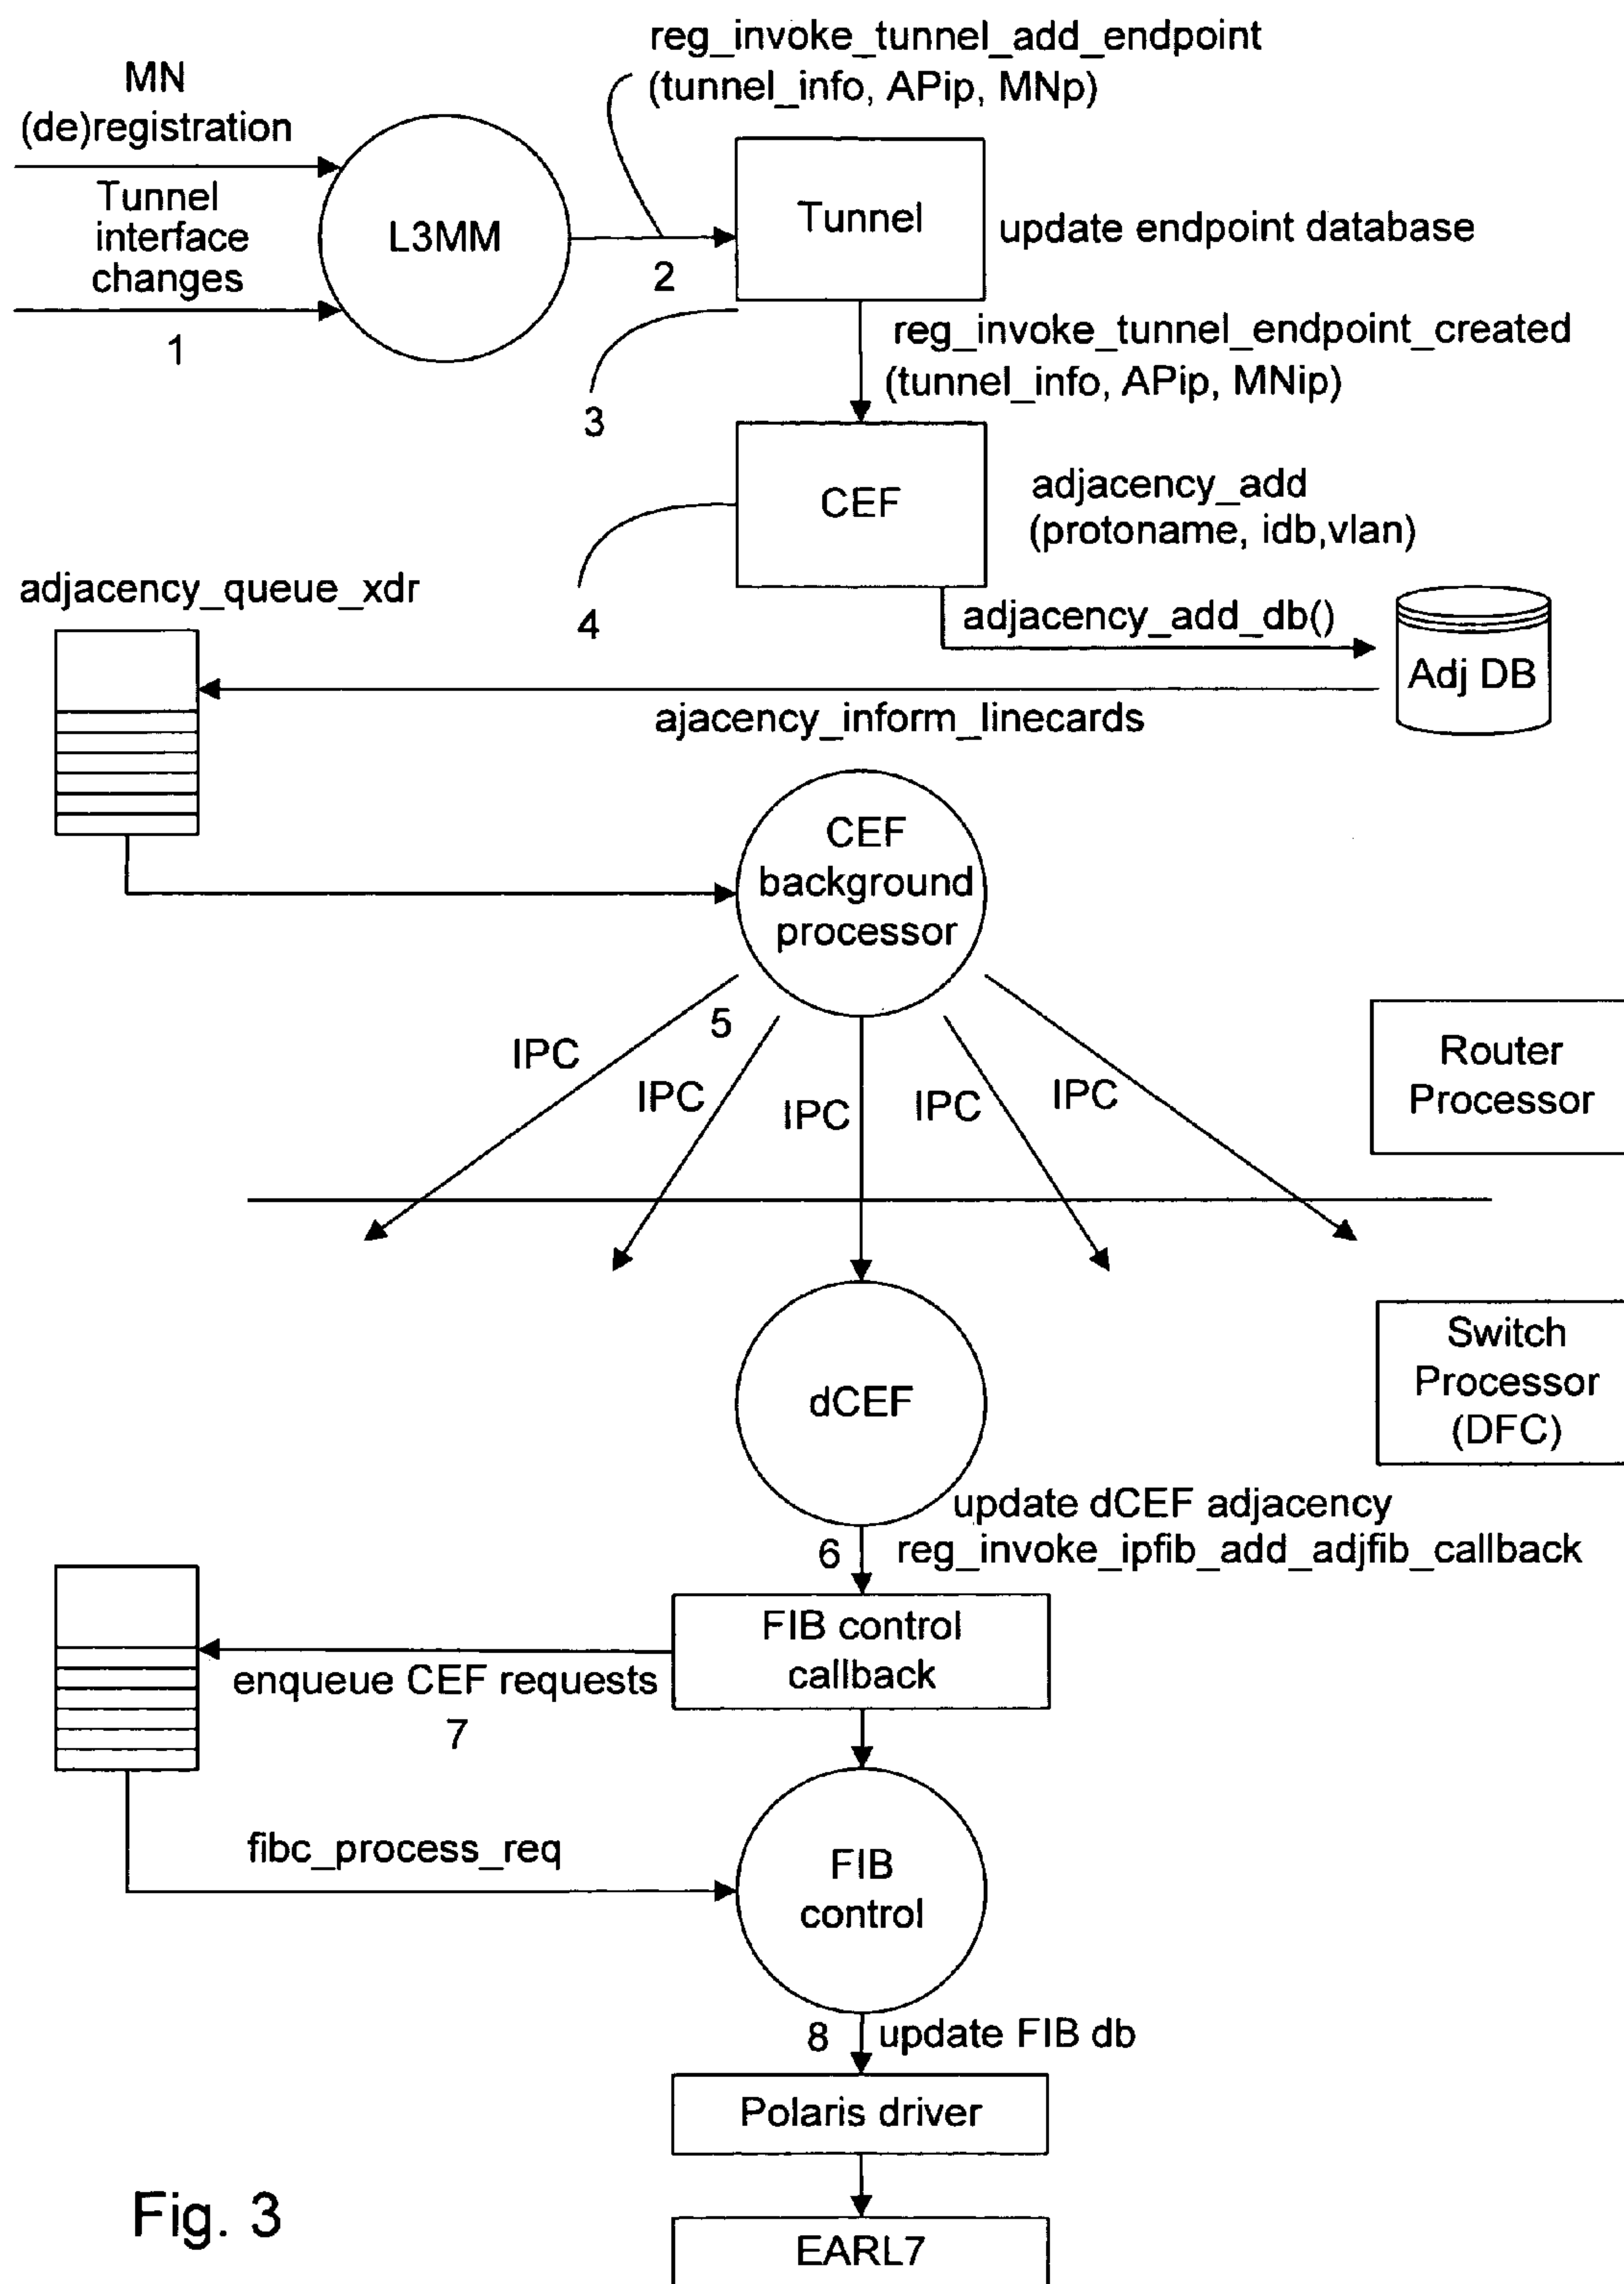 reg_invoke_tunnel_add_endpoint
(tunnel_info, APip, MNp)
MN
(de)registration
Tunnel
interface
changes
1
L3MM
2
Tunnel
update endpoint database
3
reg_invoke_tunnel_endpoint_created
(tunnel_info, APip, MNip)
CEF
4
adjacency_add
(protoname, idb,vlan)
adjacency_queue_xdr
adjacency_add_db()
Adj DB
ajacency_inform_linecards
CEF
background
processor
5
IPC
IPC
IPC
IPC
IPC
Router
Processor
dCEF
Switch
Processor
(DFC)
update dCEF adjacency
6
reg_invoke_ipfib_add_adjfib_callback
FIB control
callback
enqueue CEF requests
7
fibc_process_req
FIB
control
8
update FIB db
Polaris driver
EARL7
Fig. 3